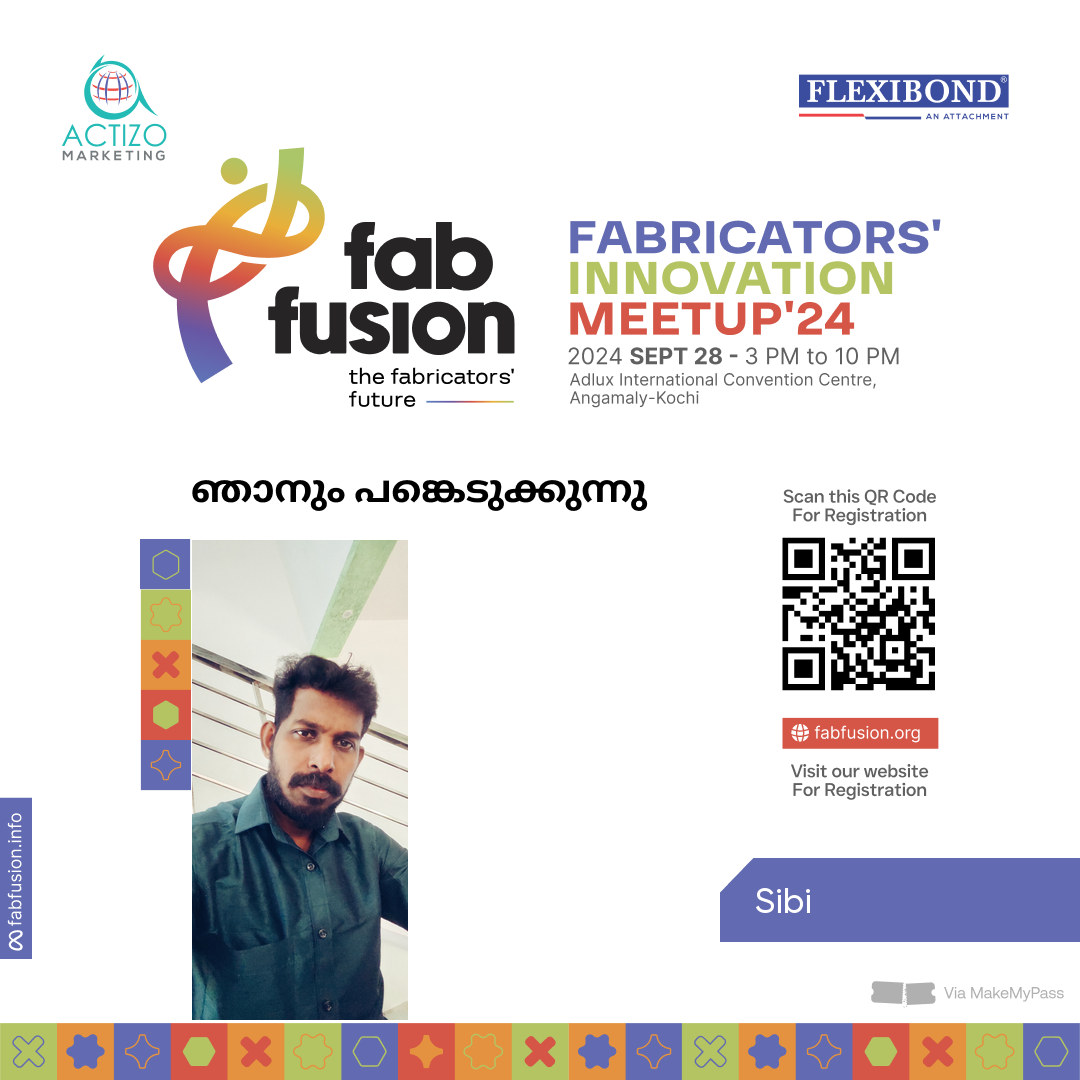 ACTIZO
MARKETING
FLEXIBOND®
AN ATTACHMENT
fab
fusion
the fabricators'
future
FABRICATORS'
INNOVATION
MEETUP'24
2024 SEPT 28 - 3 PM to 10 PM
Adlux International Convention Centre,
Angamaly-Kochi
ഞാനും പങ്കെടുക്കുന്നു
Scan this QR Code
For Registration
fabfusion.org
Visit our website
For Registration
fabfusion.info
Sibi
Via MakeMyPass